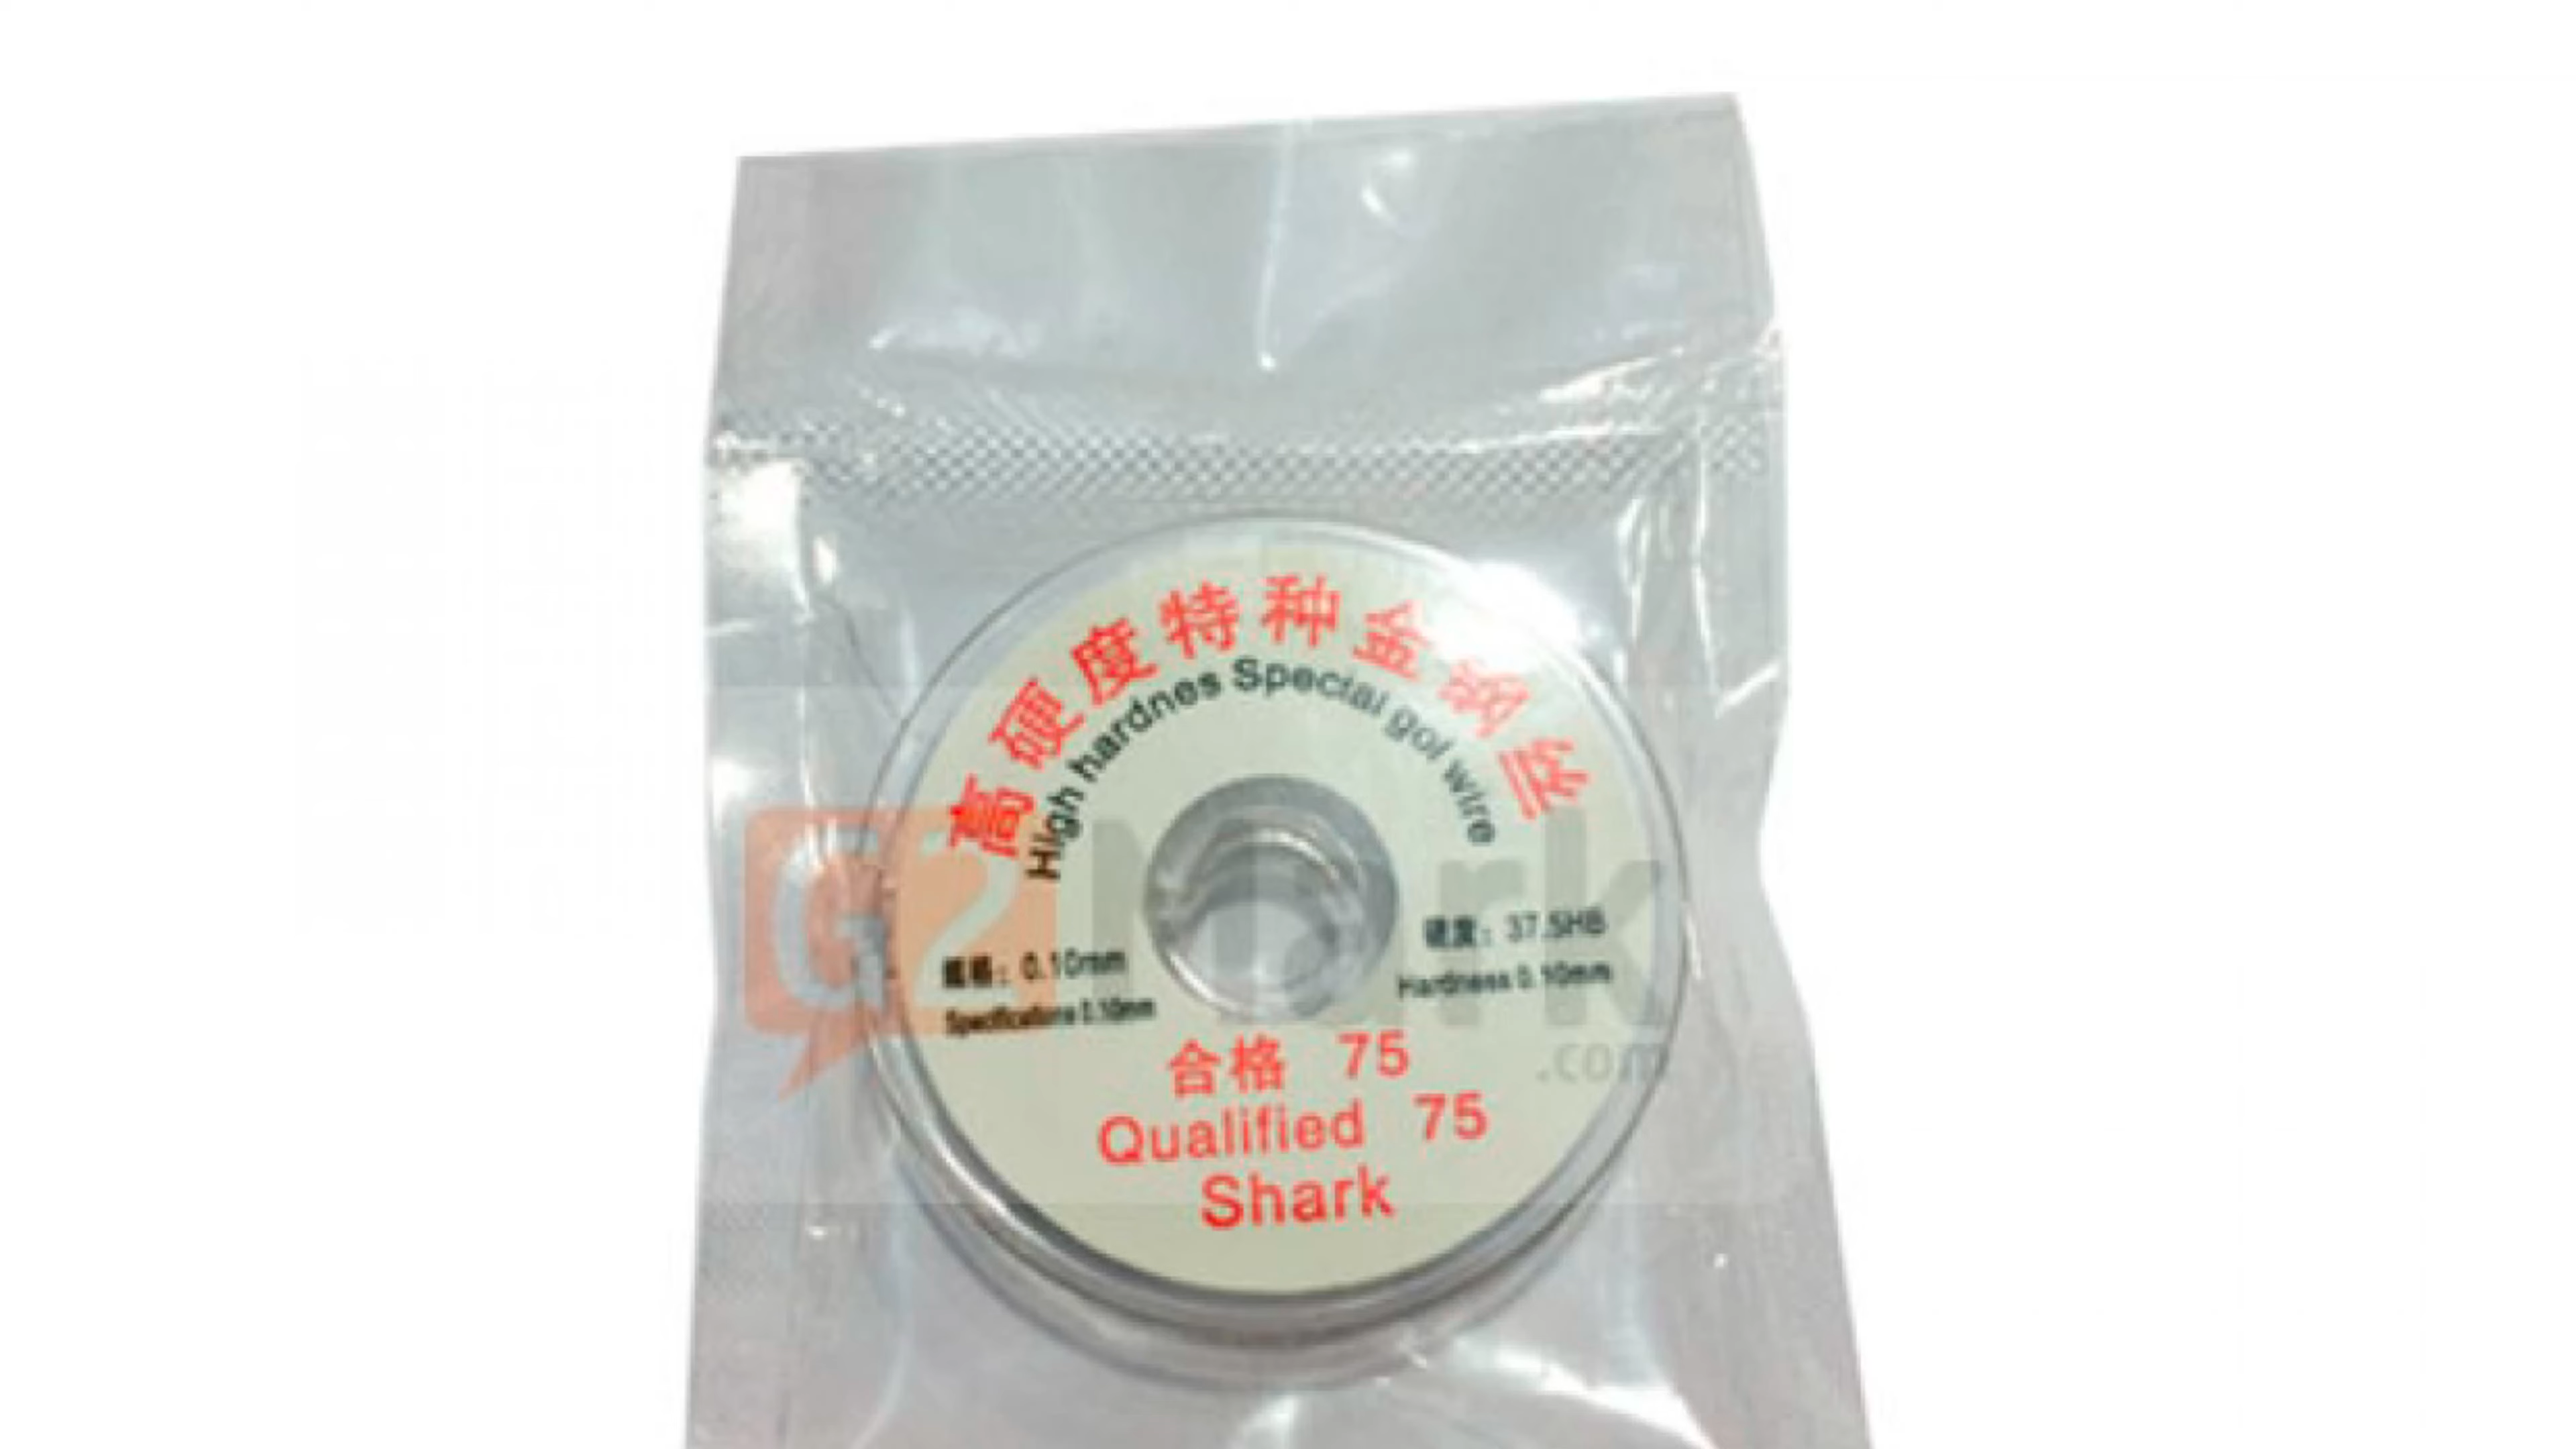 高硬度特种金钢丝
High hardnes Special gol wire
规格：0.10mm
Specifications 0.10mm
硬度：37.5HB
Hardness 0.10mm
合格 75
Qualified 75
Shark
G2Mark
.com